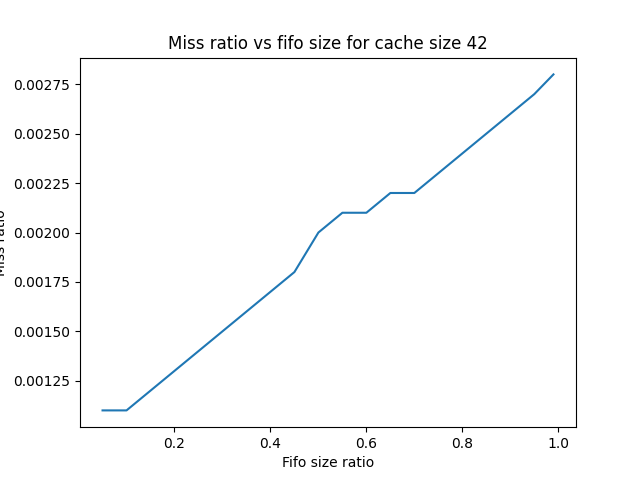 Miss ratio vs fifo size for cache size 42
0.00275
0.00250
0.00225
0.00200
0.00175
0.00150
0.00125
Miss ratio
0.2 0.4 0.6 0.8 1.0
Fifo size ratio